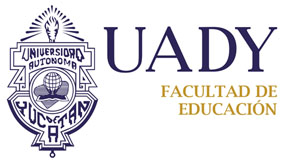 UNIVERSIDAD
AUTONOMA
YUCATAN
UADY
FACULTAD DE
EDUCACIÓN